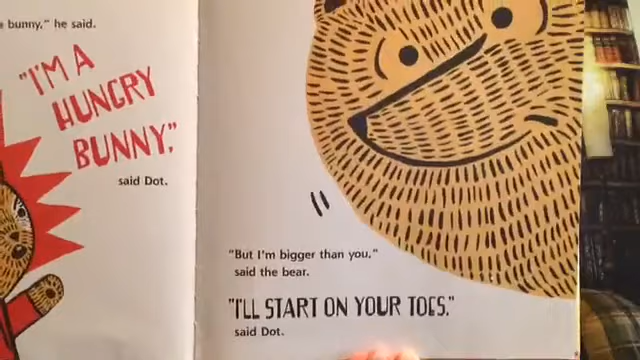 bunny," he said.
"I'M A
HUNGRY
BUNNY,"
said Dot.
"But I'm bigger than you,"
said the bear.
"I'LL START ON YOUR TOES."
said Dot.